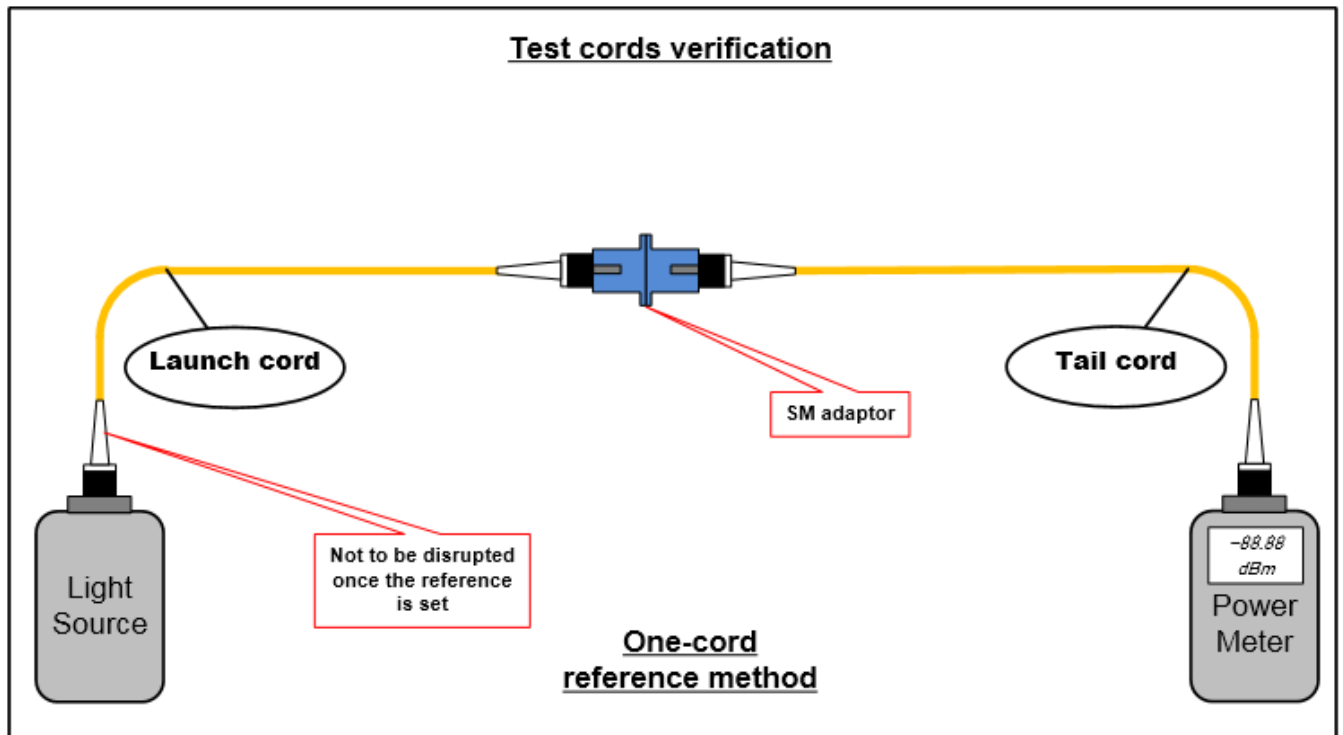 Test cords verification
Launch cord
Tail cord
SM adaptor
Not to be disrupted
once the reference
is set
Light
Source
-88.88
dBm
Power
Meter
One-cord
reference method